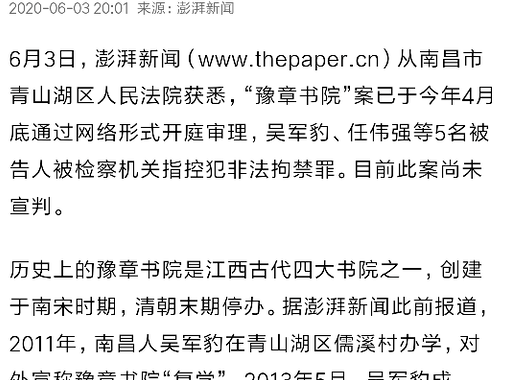 2020-06-03 20:01 来源：澎湃新闻
6月3日，澎湃新闻（www.thepaper.cn）从南昌市
青山湖区人民法院获悉，“豫章书院”案已于今年4月
底通过网络形式开庭审理，吴军豹、任伟强等5名被
告人被检察机关指控犯非法拘禁罪。目前此案尚未
宣判。
历史上的豫章书院是江西古代四大书院之一，创建
于南宋时期，清朝末期停办。据澎湃新闻此前报道，
2011年，南昌人吴军豹在青山湖区儒溪村办学，对
外宣称豫章书院“复学”。2013年5月，吴军豹成